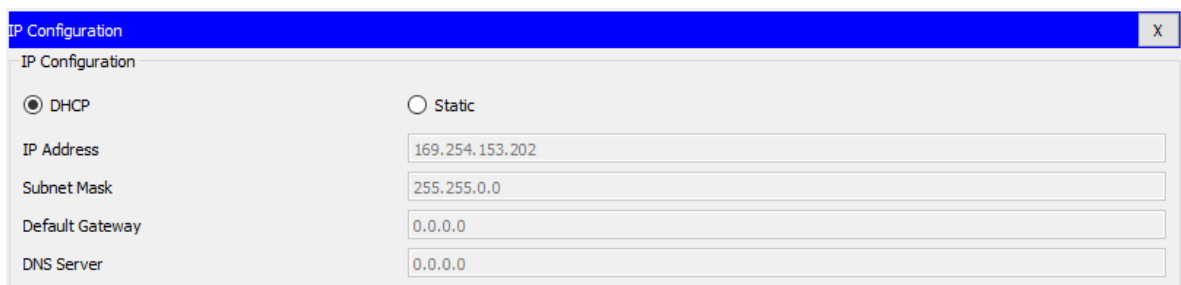 IP Configuration X
IP Configuration
DHCP Static
IP Address 169.254.153.202
Subnet Mask 255.255.0.0
Default Gateway 0.0.0.0
DNS Server 0.0.0.0